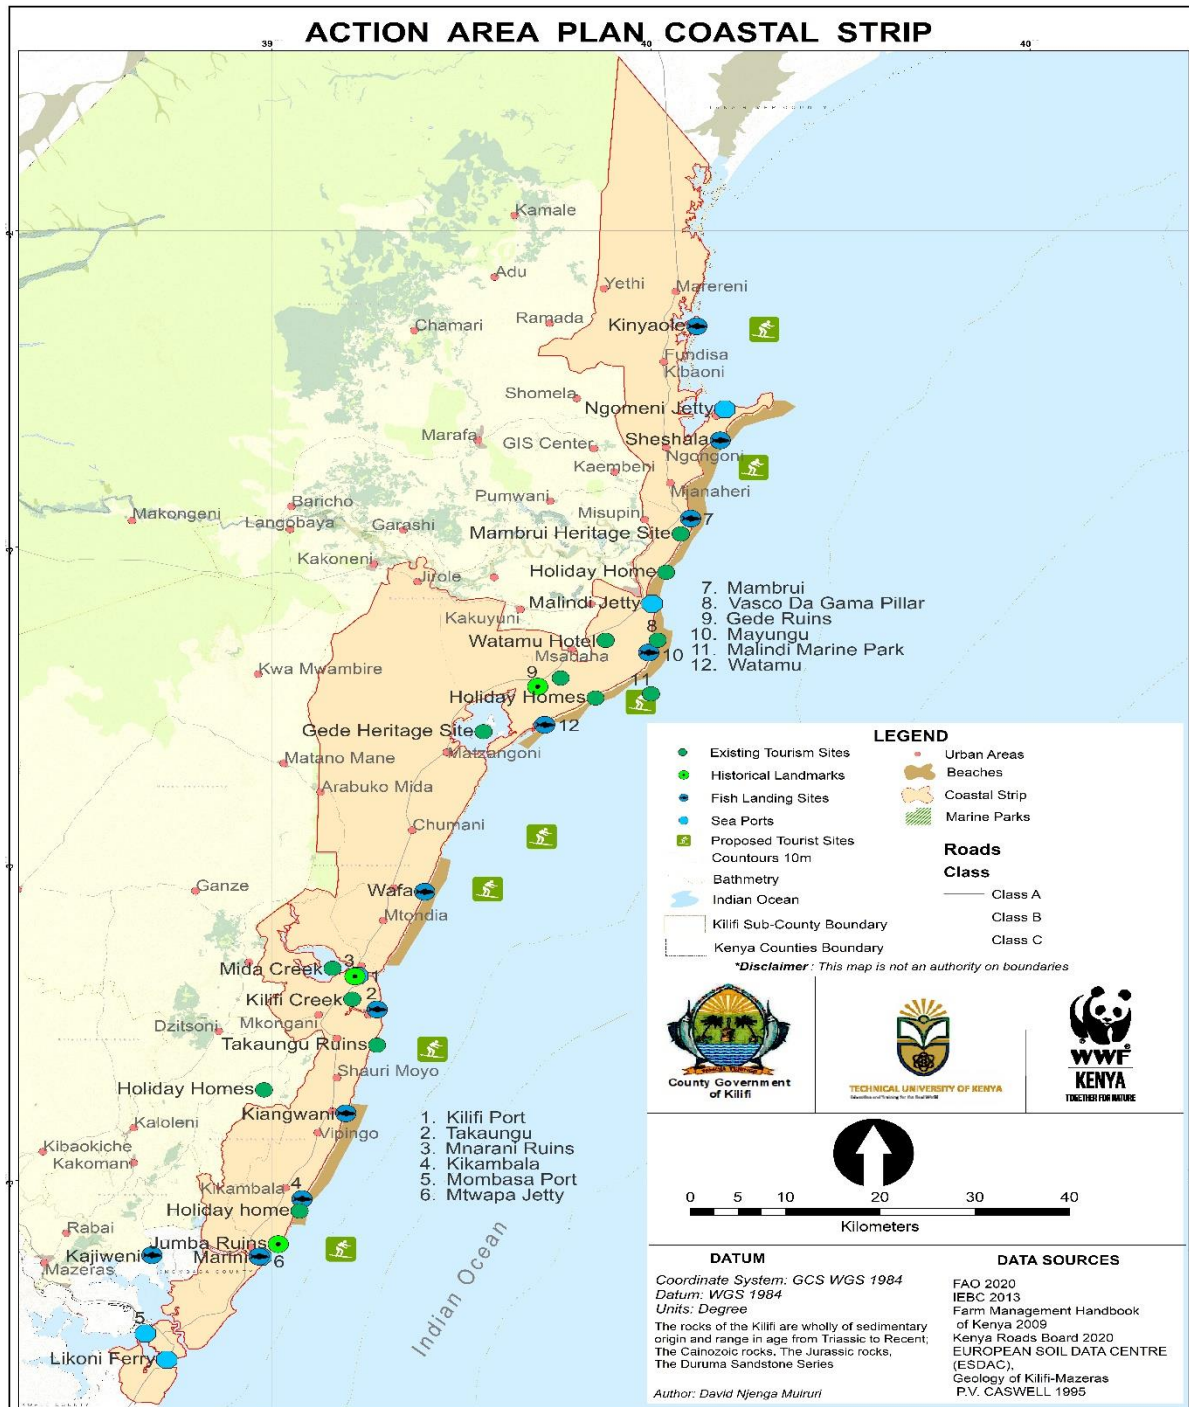 ACTION AREA PLAN COASTAL STRIP
39
40
40
Kamale
Adu
Yethi
Marereni
Ramada
Chamari
Kinyaole
Fundisa
Kibaoni
Shomela
Ngomeni Jetty
Marafa
GIS Center
Sheshala
Ngongoni
Kaembeni
Mjanaheri
Pumwani
Baricho
Makongeni
Langobaya
Garashi
Misupini
7
Mambrui Heritage Site
Kakoneni
Jirole
Holiday Home
Malindi Jetty
Kakuyuni
8
Watamu Hotel
Msabaha
10
7. Mambrui
8. Vasco Da Gama Pillar
9. Gede Ruins
10. Mayungu
11. Malindi Marine Park
12. Watamu
Kwa Mwambire
9
11
Holiday Homes
Gede Heritage Site
12
Matzangoni
Matano Mane
Arabuko Mida
Chumani
Ganze
Wafaa
Mtondia
Mida Creek
3
1
Kilifi Creek
2
Mkongani
Dzitsoni
Takaungu Ruins
Shauri Moyo
Holiday Homes
Kiangwani
Vipingo
Kaloleni
Kibaokiche
Kakomani
1. Kilifi Port
2. Takaungu
3. Mnarani Ruins
4. Kikambala
5. Mombasa Port
6. Mtwapa Jetty
4
Kikambala
Holiday home
Rabai
Jumba Ruins
Kajiweni
Marini
6
Mazeras
5
Likoni Ferry
Indian Ocean
LEGEND
Existing Tourism Sites
Historical Landmarks
Fish Landing Sites
Sea Ports
Proposed Tourist Sites
Countours 10m
Bathmetry
Indian Ocean
Kilifi Sub-County Boundary
Kenya Counties Boundary
Urban Areas
Beaches
Coastal Strip
Marine Parks
Roads
Class
Class A
Class B
Class C
*Disclaimer : This map is not an authority on boundaries
County Government
of Kilifi
TECHNICAL UNIVERSITY OF KENYA
Education and Training for the Real World
WWF
KENYA
TOGETHER FOR NATURE
0 5 10 20 30 40
Kilometers
DATUM
Coordinate System: GCS WGS 1984
Datum: WGS 1984
Units: Degree
The rocks of the Kilifi are wholly of sedimentary
origin and range in age from Triassic to Recent;
The Cainozoic rocks, The Jurassic rocks,
The Duruma Sandstone Series
Author: David Njenga Muiruri
DATA SOURCES
FAO 2020
IEBC 2013
Farm Management Handbook
of Kenya 2009
Kenya Roads Board 2020
EUROPEAN SOIL DATA CENTRE
(ESDAC),
Geology of Kilifi-Mazeras
P.V. CASWELL 1995